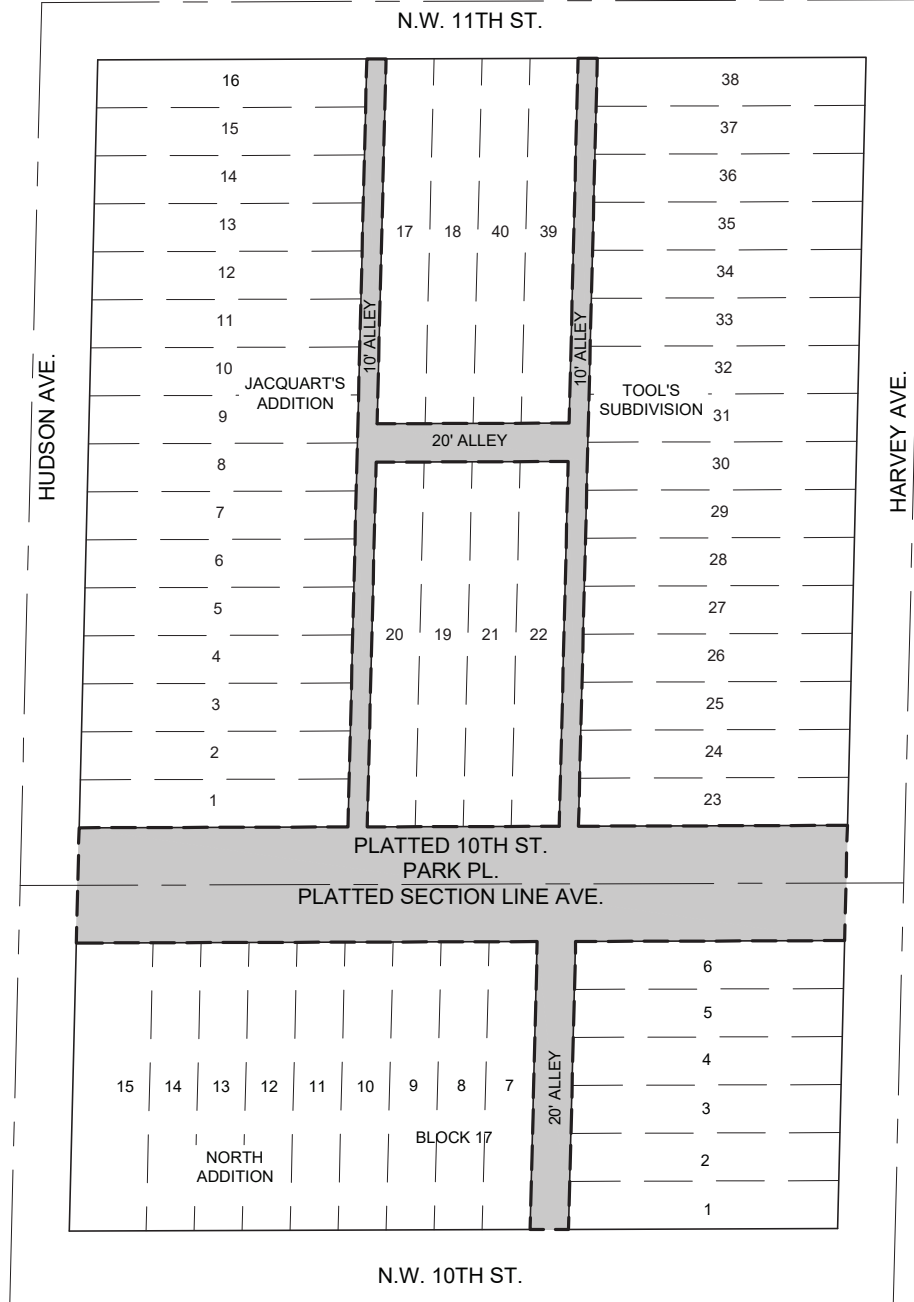 N.W. 11TH ST.
16
15
14
13
12
11
10
9
8
7
6
5
4
3
2
1
JACQUART'S
ADDITION
HUDSON AVE.
10' ALLEY
17 18 40 39
10' ALLEY
20' ALLEY
20 19 21 22
38
37
36
35
34
33
32
31
30
29
28
27
26
25
24
23
TOOL'S
SUBDIVISION
HARVEY AVE.
PLATTED 10TH ST.
PARK PL.
PLATTED SECTION LINE AVE.
15 14 13 12 11 10 9 8 7
BLOCK 17
NORTH
ADDITION
20' ALLEY
6
5
4
3
2
1
N.W. 10TH ST.